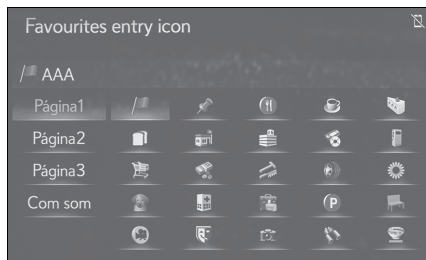 Favourites entry icon
AAA
Página1
Página2
Página3
Com som
P